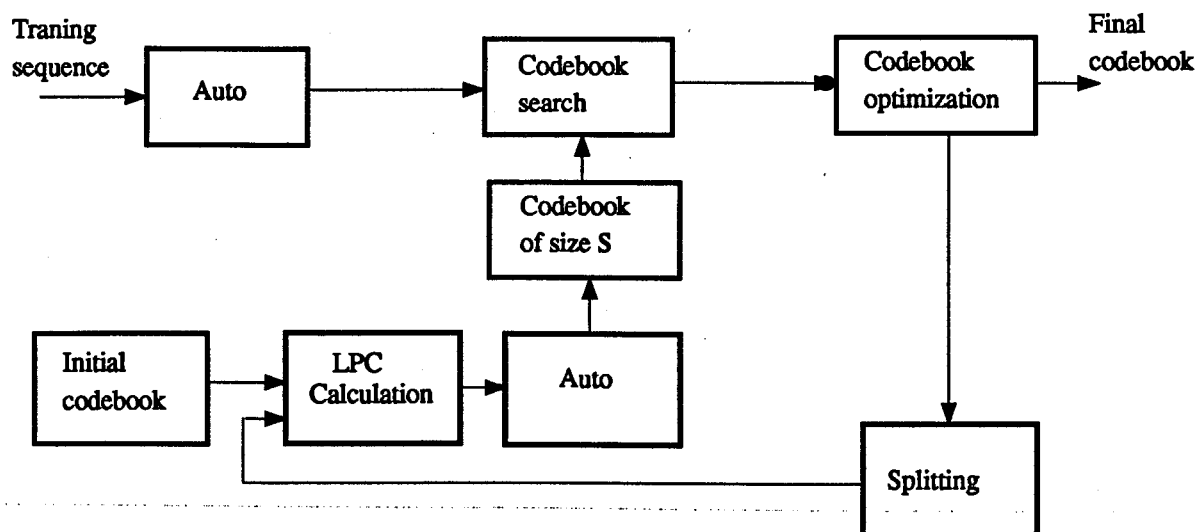 Traning
sequence
Auto
Codebook
search
Codebook
optimization
Final
codebook
Codebook
of size S
Initial
codebook
LPC
Calculation
Auto
Splitting